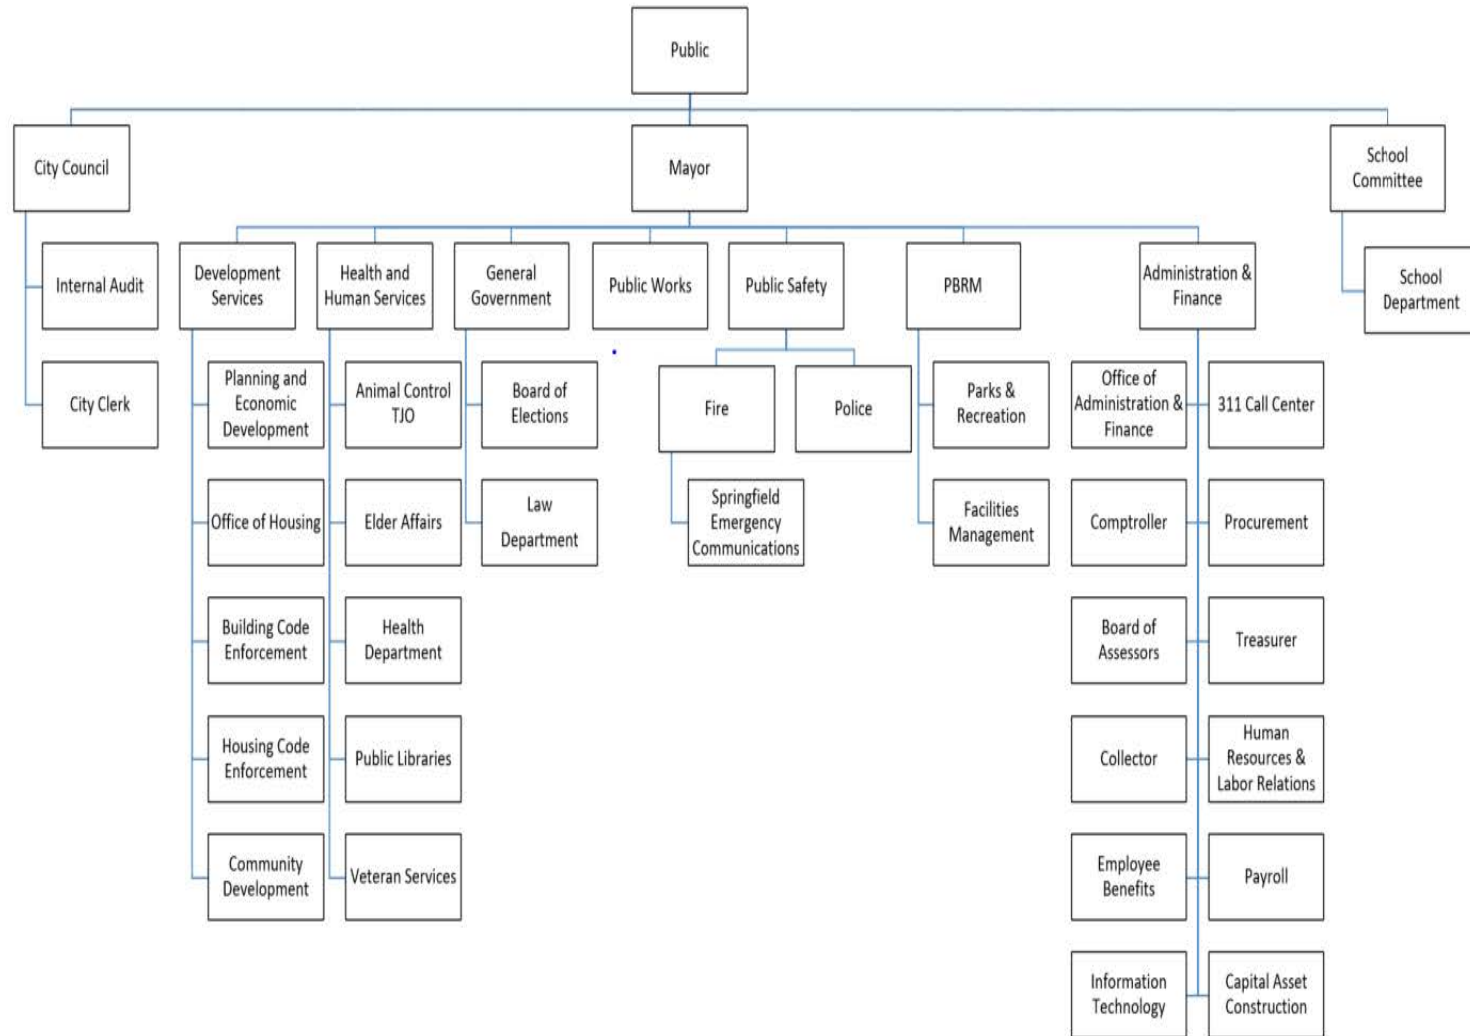 Public
City Council
Mayor
School
Committee
Internal Audit
City Clerk
Development
Services
Planning and
Economic
Development
Office of Housing
Building Code
Enforcement
Housing Code
Enforcement
Community
Development
Health and
Human Services
Animal Control
TJO
Elder Affairs
Health
Department
Public Libraries
Veteran Services
General
Government
Board of
Elections
Law
Department
Public Works
Public Safety
Fire
Police
Springfield
Emergency
Communications
PBRM
Parks &
Recreation
Facilities
Management
Administration &
Finance
Office of
Administration &
Finance
311 Call Center
Comptroller
Procurement
Board of
Assessors
Treasurer
Collector
Human
Resources &
Labor Relations
Employee
Benefits
Payroll
Information
Technology
Capital Asset
Construction
School
Department